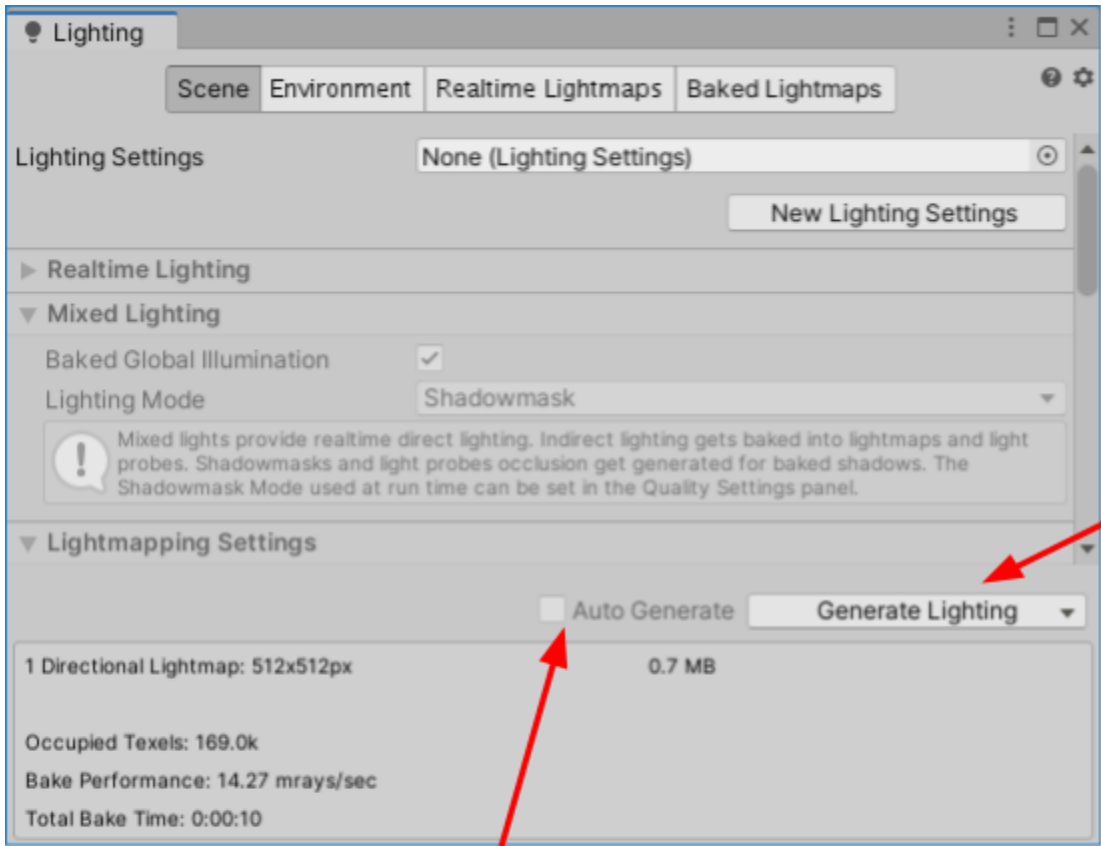 Lighting
Scene Environment Realtime Lightmaps Baked Lightmaps
Lighting Settings None (Lighting Settings)
New Lighting Settings
Realtime Lighting
Mixed Lighting
Baked Global Illumination
Lighting Mode Shadowmask
Mixed lights provide realtime direct lighting. Indirect lighting gets baked into lightmaps and light
probes. Shadowmasks and light probes occlusion get generated for baked shadows. The
Shadowmask Mode used at run time can be set in the Quality Settings panel.
Lightmapping Settings
Auto Generate Generate Lighting
1 Directional Lightmap: 512x512px 0.7 MB
Occupied Texels: 169.0k
Bake Performance: 14.27 mrays/sec
Total Bake Time: 0:00:10